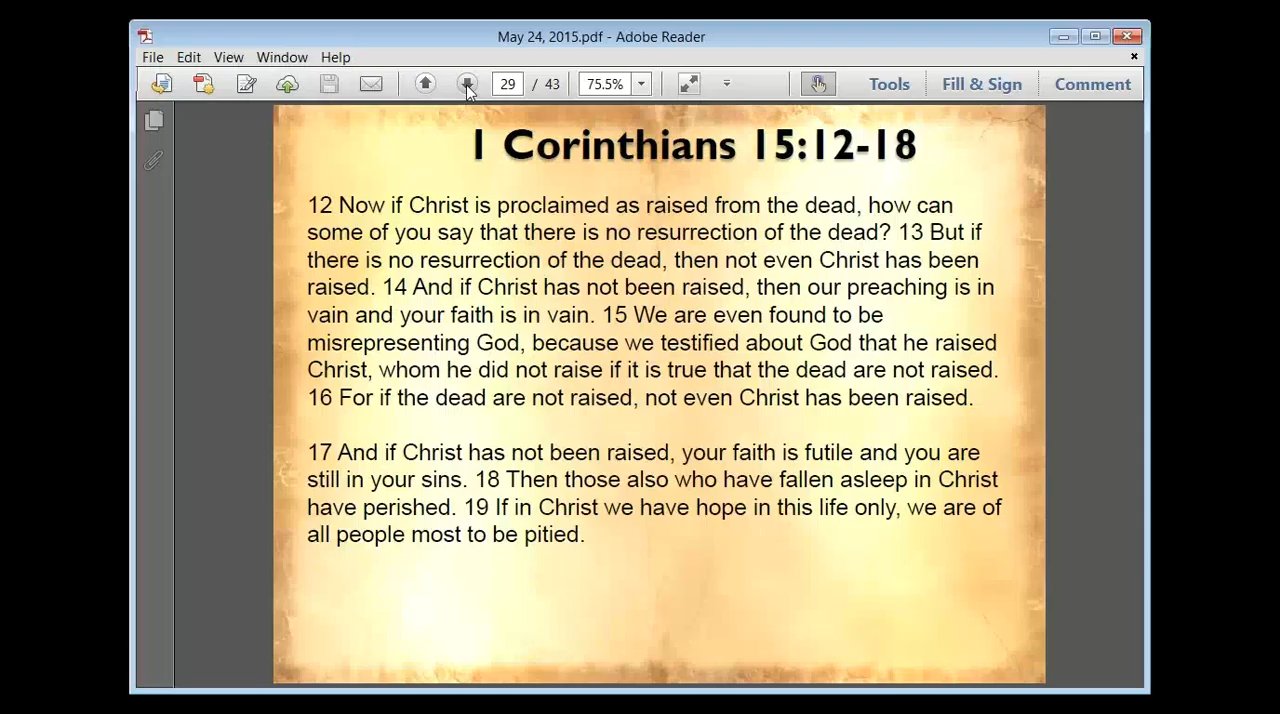 May 24, 2015.pdf - Adobe Reader
File Edit View Window Help
29 / 43 75.5% Tools Fill & Sign Comment
1 Corinthians 15:12-18
12 Now if Christ is proclaimed as raised from the dead, how can
some of you say that there is no resurrection of the dead? 13 But if
there is no resurrection of the dead, then not even Christ has been
raised. 14 And if Christ has not been raised, then our preaching is in
vain and your faith is in vain. 15 We are even found to be
misrepresenting God, because we testified about God that he raised
Christ, whom he did not raise if it is true that the dead are not raised.
16 For if the dead are not raised, not even Christ has been raised.
17 And if Christ has not been raised, your faith is futile and you are
still in your sins. 18 Then those also who have fallen asleep in Christ
have perished. 19 If in Christ we have hope in this life only, we are of
all people most to be pitied.